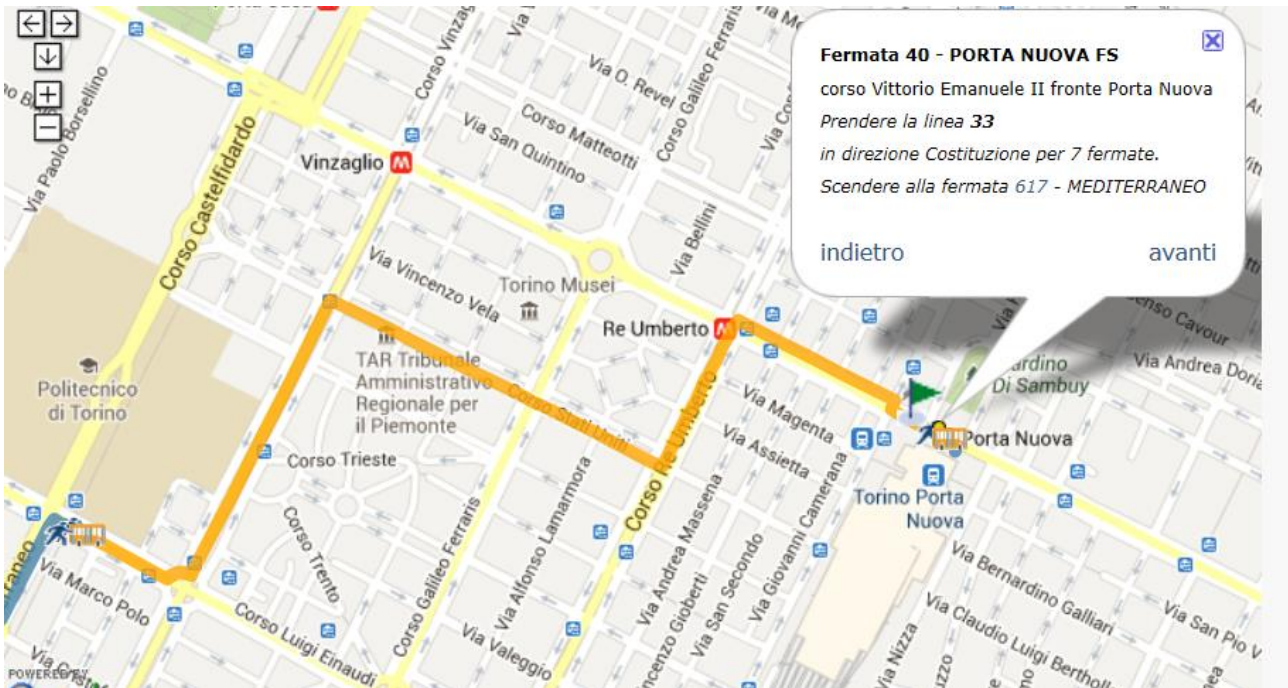 Fermata 40 - PORTA NUOVA FS
corso Vittorio Emanuele II fronte Porta Nuova
Prendere la linea 33
in direzione Costituzione per 7 fermate.
Scendere alla fermata 617 - MEDITERRANEO
indietro
avanti
Via Paolo Borsellino
Corso Castelfidardo
Vinzaglio
M
Via O. Revel
Corso Matteotti
Via San Quintino
Corso Galileo Ferraris
Via Bellini
Via Vincenzo Vela
Torino Musei
Re Umberto
Via Andrea Doria
Di Sambuy
Politecnico
di Torino
TAR Tribunale
Amministrativo
Regionale per
il Piemonte
Corso Stati Uniti
Corso Re Umberto
Via Magenta
Via Assietta
Porta Nuova
Corso Trieste
Torino Porta
Nuova
Corso Trento
Corso Galileo Ferraris
Via Alfonso Lamarmora
Via Andrea Massena
Via San Secondo
Via Giovanni Camerana
Via Marco Polo
Corso Luigi Einaudi
Via Valeggio
Via Nizza
Via Bernardino Galliari
Via Claudio Luigi
Via San Pio V
POWERED BY